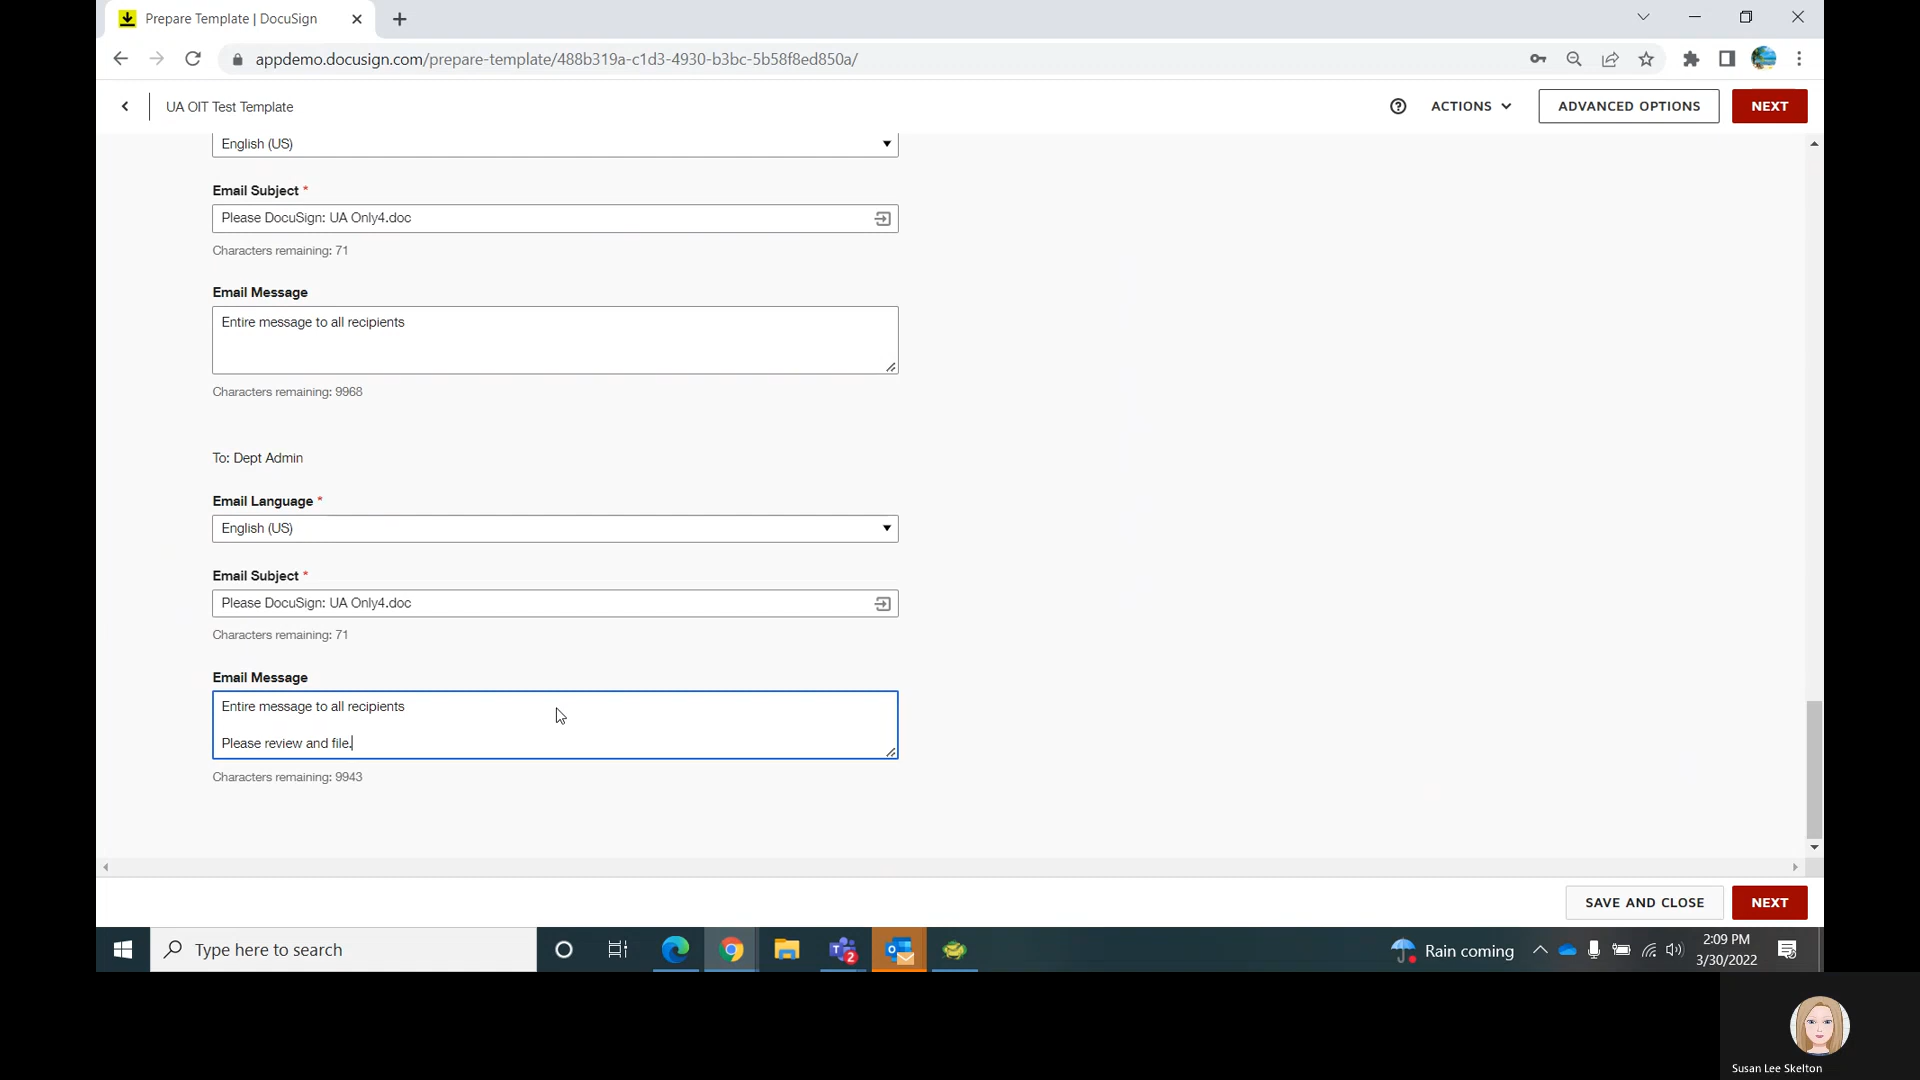 Prepare Template | DocuSign
appdemo.docusign.com/prepare-template/488b319a-c1d3-4930-b3bc-5b58f8ed850a/
UA OIT Test Template
ACTIONS
ADVANCED OPTIONS
NEXT
English (US)
Email Subject *
Please DocuSign: UA Only4.doc
Characters remaining: 71
Email Message
Entire message to all recipients
Characters remaining: 9968
To: Dept Admin
Email Language *
English (US)
Email Subject *
Please DocuSign: UA Only4.doc
Characters remaining: 71
Email Message
Entire message to all recipients
Please review and file.
Characters remaining: 9943
SAVE AND CLOSE
NEXT
Type here to search
2
Rain coming
2:09 PM
3/30/2022
Susan Lee Skelton